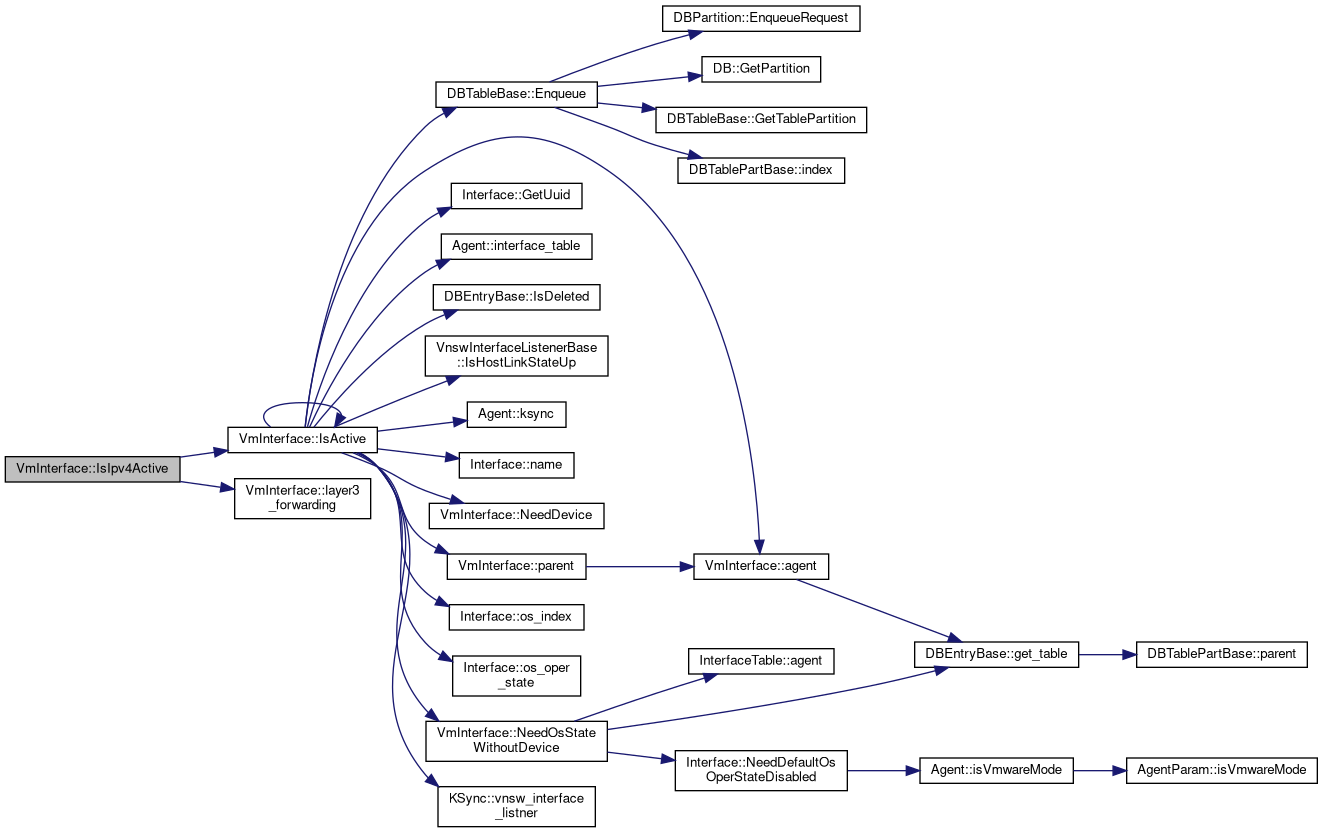 DBPartition::EnqueueRequest
DB::GetPartition
DBTableBase::Enqueue
DBTableBase::GetTablePartition
DBTablePartBase::index
Interface::GetUuid
Agent::interface_table
DBEntryBase::IsDeleted
VnswInterfaceListenerBase
::IsHostLinkStateUp
Agent::ksync
VmInterface::IsActive
Interface::name
VmInterface::IsIpv4Active
VmInterface::layer3
_forwarding
VmInterface::NeedDevice
VmInterface::parent
VmInterface::agent
Interface::os_index
DBEntryBase::get_table
DBTablePartBase::parent
InterfaceTable::agent
Interface::os_oper
_state
VmInterface::NeedOsState
WithoutDevice
Interface::NeedDefaultOs
OperStateDisabled
Agent::isVmwareMode
AgentParam::isVmwareMode
KSync::vnsw_interface
_listner